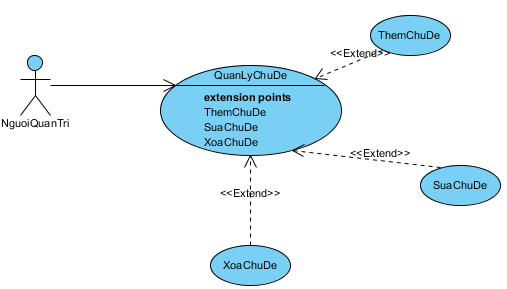 ThemChuDe
<<Extend>>
QuanLyChuDe
extension points
ThemChuDe
SuaChuDe
XoaChuDe
NguoiQuanTri
<<Extend>>
SuaChuDe
<<Extend>>
XoaChuDe